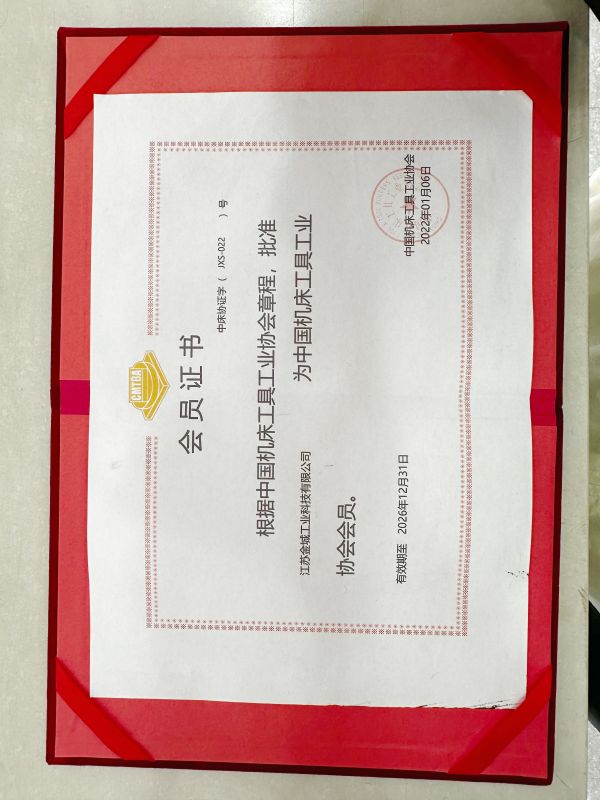 CMTBA
会员证书
中床协证字（ JXS-022 ）号
根据中国机床工具工业协会章程，批准
江苏金城工业科技有限公司 为中国机床工具工业
协会会员。
有效期至 2026年12月31日
中国机床工具工业协会
2022年01月06日